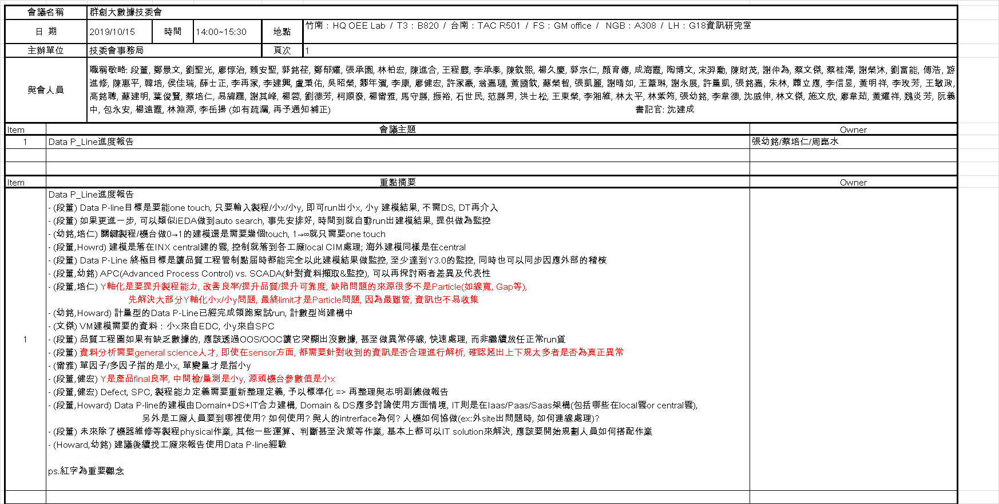 會議名稱 群創大數據技委會
日 期 2019/10/15 時間 14:00~15:30 地點 竹南：HQ OEE Lab / T3：B820 / 台南：TAC R501 / FS：GM office / NGB：A308 / LH：G18資訊研究室
主辦單位 技委會事務局 頁次 1
與會人員 職稱敬略: 段董, 鄭景文, 劉聖光, 廖惇治, 賴安聖, 郭銘荏, 鄭郁耀, 張承園, 林柏宏, 陳進合, 王程麒, 李承泰, 陳欽熙, 楊久慶, 郭宗仁, 顏育傳, 成海霞, 陶博文, 宋羿勳, 陳財茂, 謝仲為, 蔡文傑, 蔡桂澤, 謝榮沐, 劉富能, 傅浩, 游
進修, 陳惠平, 韓培, 侯佳瑞, 薛士正, 李再家, 李建興, 盧秉佑, 吳昭榮, 鄒年濵, 李康, 廖健宏, 許家豪, 翁嘉璉, 黃國欽, 蘇榮智, 張凱麗, 謝晴如, 王薏琳, 謝永展, 許量凱, 張銘嘉, 朱林, 蕭立應, 李信昱, 黃明祥, 李玫芳, 王敏政,
高銘聰, 蘇建明, 葉俊賢, 蔡培仁, 易緯霾, 謝其峰, 楊蓉, 劉德芳, 柯順發, 楊甯雅, 馬守勝, 振裕, 石世民, 范勝男, 洪士松, 王東榮, 李湘維, 林太平, 林紫筠, 張幼銘, 李韋德, 沈威伸, 林文傑, 施文欣, 廖韋茹, 黃耀祥, 魏炎芳, 阮義
中, 包永安, 楊遠霞, 林淵源, 李岳揚 (如有疏漏, 再予通知補正) 書記官: 沈建成
Item 會議主題 Owner
1 Data P_Line進度報告 張幼銘/蔡培仁/周崑水
Item 重點摘要 Owner
Data P_Line進度報告
- (段董) Data P-line目標是要能one touch, 只要輸入製程/小x/小y, 即可run出小x, 小y 建模結果, 不需DS, DT再介入
- (段董) 如果更進一步, 可以類似iEDA做到auto search, 事先安排好, 時間到就自動run出建模結果, 提供做為監控
- (幼銘,培仁) 關鍵製程/機台做0→1的建模還是需要幾個touch, 1→∞就只需要one touch
- (段董,Howrd) 建模是落在INX central建的雲, 控制就落到各工廠local CIM處理; 海外建模同樣是在central
- (段董) Data P-Line 終極目標是讓品質工程管制點屆時都能完全以此建模結果做監控, 至少達到Y3.0的監控, 同時也可以同步因應外部的稽核
- (段董,幼銘) APC(Advanced Process Control) vs. SCADA(針對資料擷取&監控), 可以再探討兩者差異及代表性
- (段董,培仁) Y軸化是要提升製程能力, 改善良率/提升品質/提升可靠度, 缺陷問題的來源很多不是Particle(如線寬, Gap等),
先解決大部分Y軸化小x/小y問題, 最終limit才是Particle問題, 因為最難管, 資訊也不易收集
- (幼銘,Howard) 計量型的Data P-Line已經完成領跑案試run, 計數型尚建構中
- (文傑) VM建模需要的資料：小x來自EDC, 小y來自SPC
1 - (段董) 品質工程圖如果有缺乏數據的, 應該透過OOS/OOC讓它突顯出沒數據, 甚至做異常停線, 快速處理, 而非繼續放任正常run貨
- (段董) 資料分析需要general science人才, 即使在sensor方面, 都需要針對收到的資訊是否合理進行解析, 確認超出上下規太多者是否為真正異常
- (甯雅) 單因子/多因子指的是小x, 單變量才是指小y
- (段董,健宏) Y是產品final良率, 中間檢/量測是小y, 源頭機台參數值是小x
- (段董,健宏) Defect, SPC, 製程能力定義需要重新整理定義, 予以標準化 => 再整理與志明副總做報告
- (段董,Howard) Data P-line的建模由Domain+DS+IT合力建構, Domain & DS應多討論使用方面情境, IT則是在Iaas/Paas/Saas架構(包括哪些在local雲or central雲),
另外是工廠人員要到哪裡使用? 如何使用? 與人的intrerface為何? 人機如何協做(ex:外site出問題時, 如何連線處理)?
- (段董) 未來除了機器維修等製程physical作業, 其他一些運算、判斷甚至決策等作業, 基本上都可以IT solution來解決, 應該要開始規劃人員如何搭配作業
- (Howard,幼銘) 建議後續找工廠來報告使用Data P-line經驗
ps.紅字為重要觀念